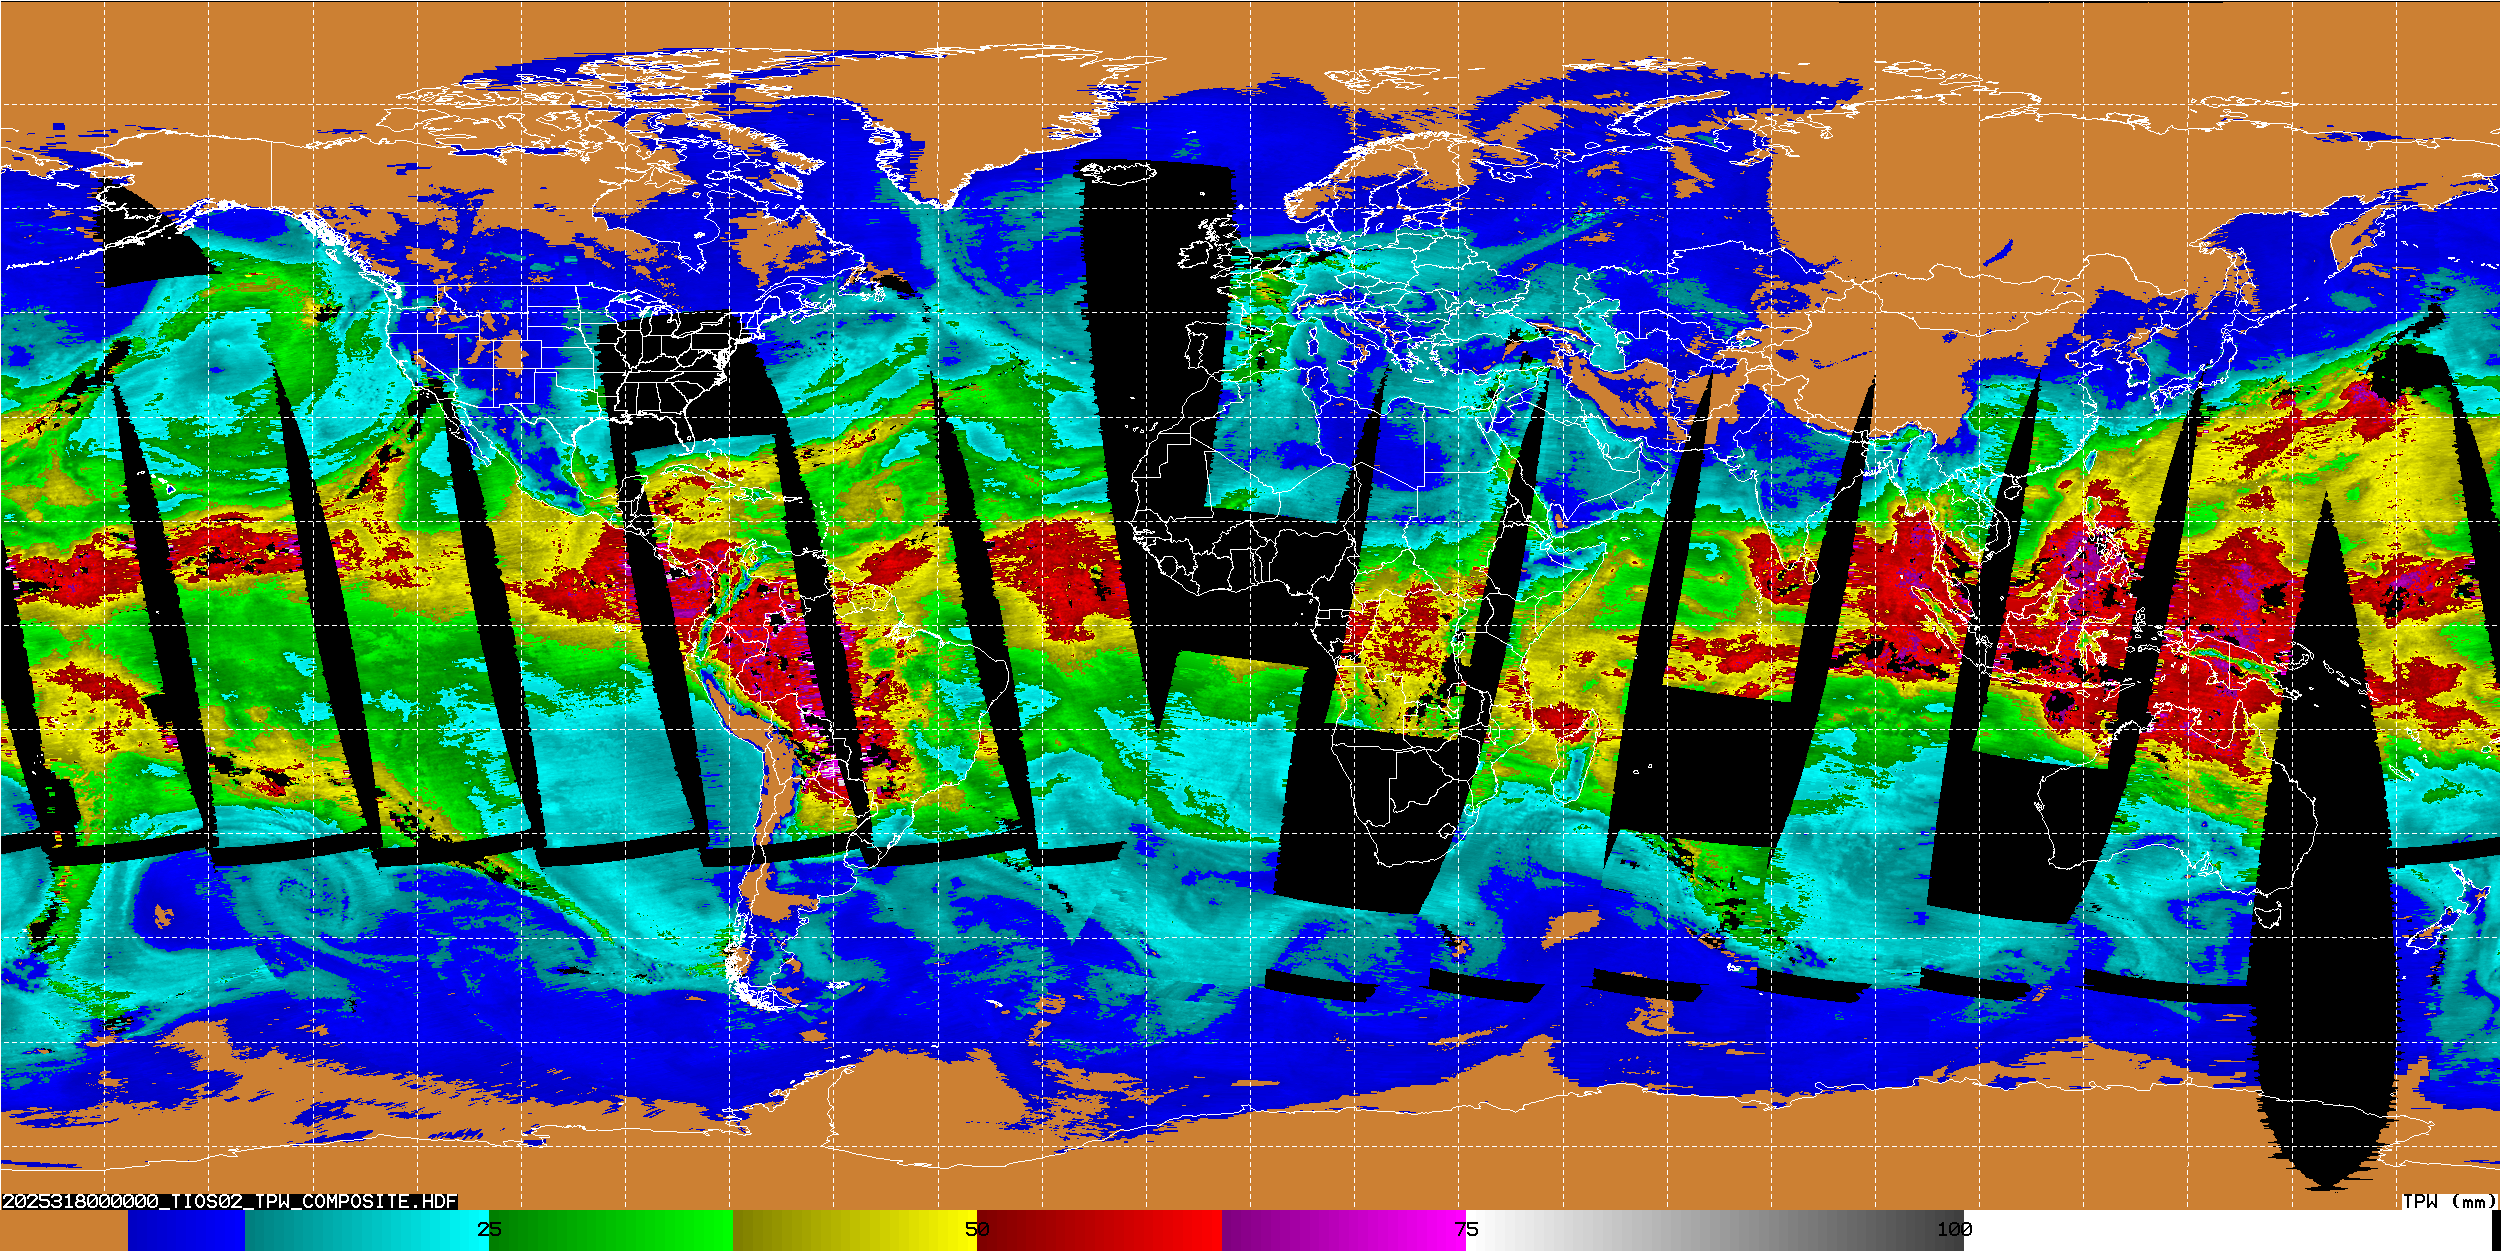 2025318000000_TIOS02_TPW_COMPOSITE.HDF
TPW (mm)
25 50 75 100